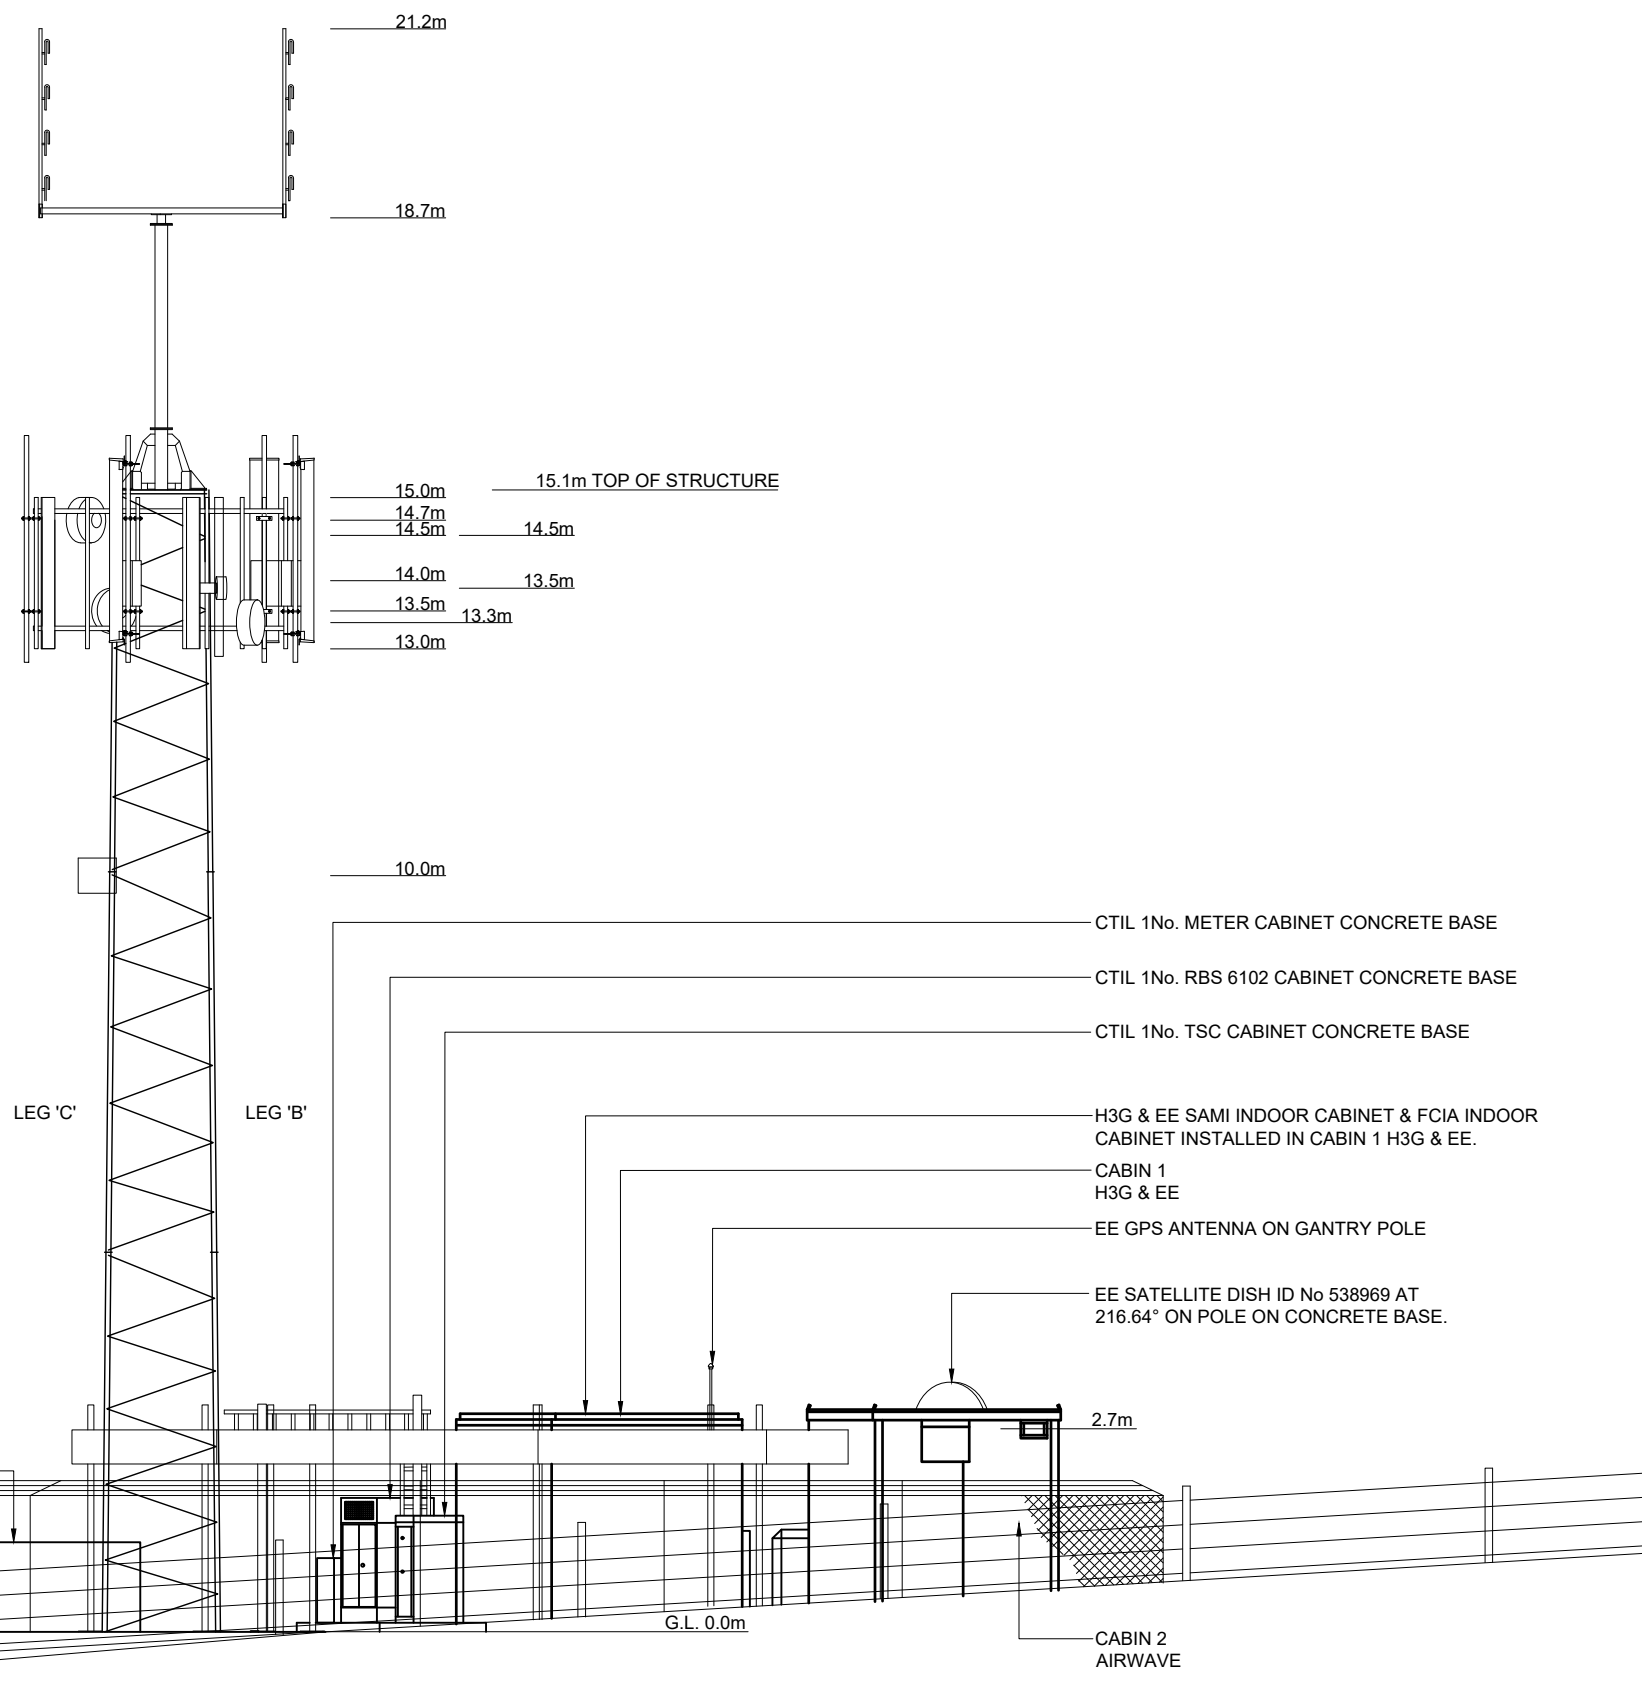 21.2m
18.7m
15.1m TOP OF STRUCTURE
15.0m
14.7m
14.5m
14.5m
14.0m
13.5m
13.5m
13.3m
13.0m
10.0m
CTIL 1No. METER CABINET CONCRETE BASE
CTIL 1No. RBS 6102 CABINET CONCRETE BASE
CTIL 1No. TSC CABINET CONCRETE BASE
LEG 'C'
LEG 'B'
H3G & EE SAMI INDOOR CABINET & FCIA INDOOR
CABINET INSTALLED IN CABIN 1 H3G & EE.
CABIN 1
H3G & EE
EE GPS ANTENNA ON GANTRY POLE
EE SATELLITE DISH ID No 538969 AT
216.64° ON POLE ON CONCRETE BASE.
2.7m
G.L. 0.0m
CABIN 2
AIRWAVE